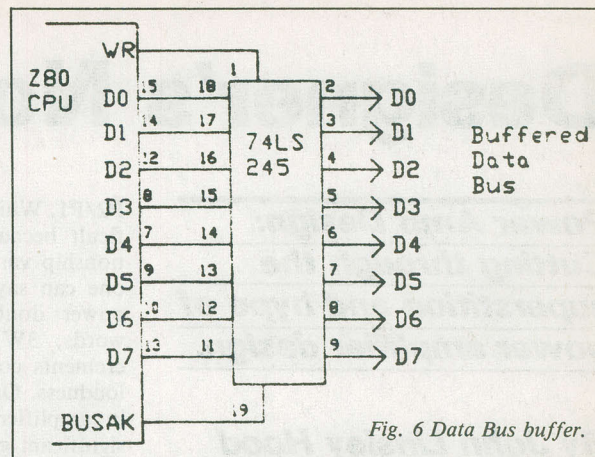 WR
1
Z80
CPU
D0 15 18 2 D0
D1 14 17 3 D1
74LS
245
Buffered
Data
Bus
D2 12 16 4 D2
D3 8 15 5 D3
D4 7 14 6 D4
D5 9 13 7 D5
D6 10 12 8 D6
D7 13 11 9 D7
BUSAK 19
Fig. 6 Data Bus buffer.